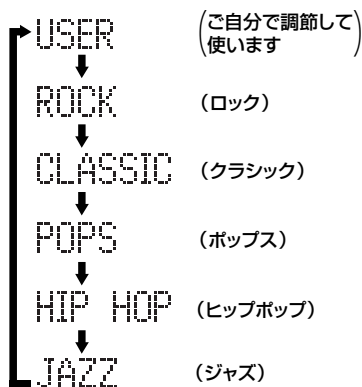 USER
(ご自分で調節して
使います)
ROCK
(ロック)
CLASSIC
(クラシック)
POPS
(ポップス)
HIP HOP
(ヒップポップ)
JAZZ
(ジャズ)